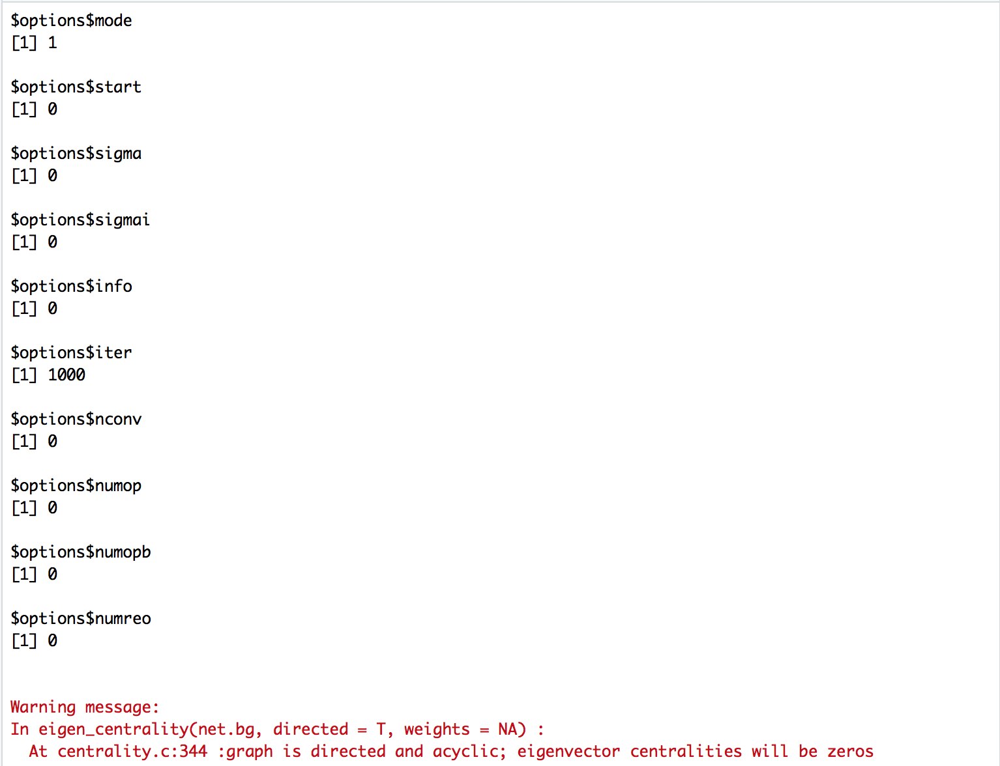 $options$mode
[1] 1
$options$start
[1] 0
$options$sigma
[1] 0
$options$sigmai
[1] 0
$options$info
[1] 0
$options$iter
[1] 1000
$options$nconv
[1] 0
$options$numop
[1] 0
$options$numopb
[1] 0
$options$numreo
[1] 0
Warning message:
In eigen_centrality(net.bg, directed = T, weights = NA) :
  At centrality.c:344 :graph is directed and acyclic; eigenvector centralities will be zeros